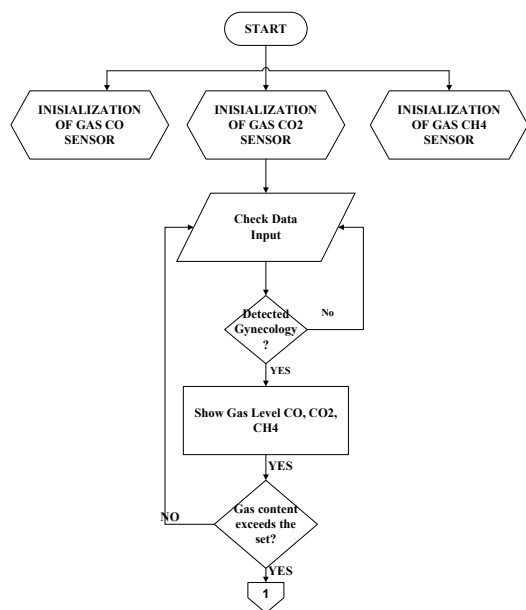 START
INISIALIZATION
OF GAS CO
SENSOR
INISIALIZATION
OF GAS CO2
SENSOR
INISIALIZATION
OF GAS CH4
SENSOR
Check Data
Input
Detected
Gynecology
?
No
YES
Show Gas Level CO, CO2,
CH4
YES
Gas content
exceeds the
set?
NO
YES
1